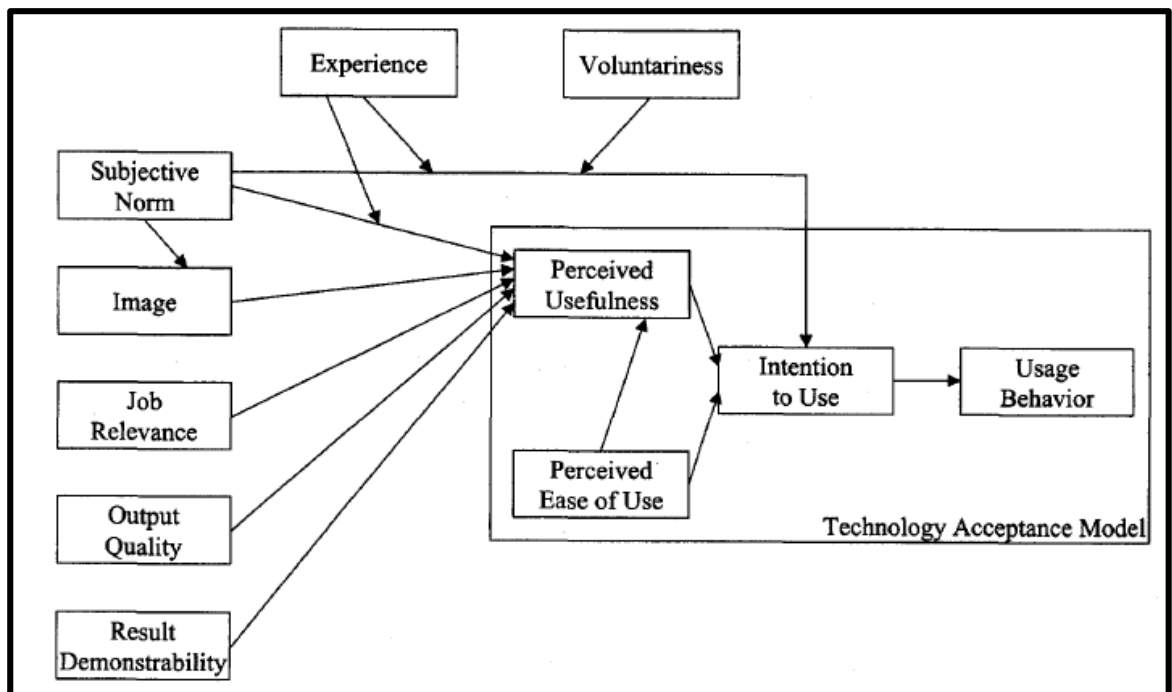 Experience
Voluntariness
Subjective
Norm
Image
Job
Relevance
Output
Quality
Result
Demonstrability
Perceived
Usefulness
Perceived
Ease of Use
Intention
to Use
Usage
Behavior
Technology Acceptance Model